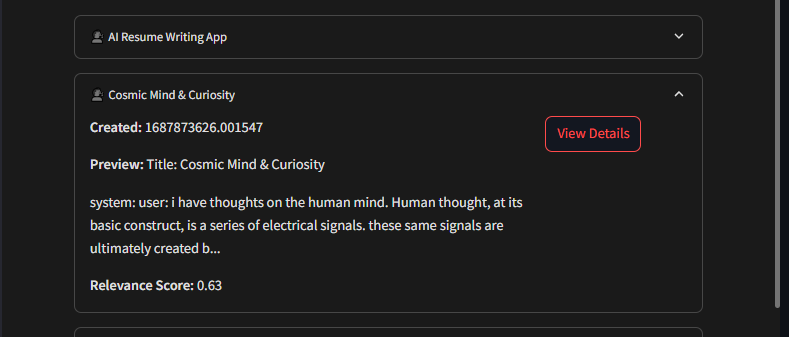 AI Resume Writing App
Cosmic Mind & Curiosity
Created: 1687873626.001547
View Details
Preview: Title: Cosmic Mind & Curiosity
system: user: i have thoughts on the human mind. Human thought, at its
basic construct, is a series of electrical signals. these same signals are
ultimately created b...
Relevance Score: 0.63